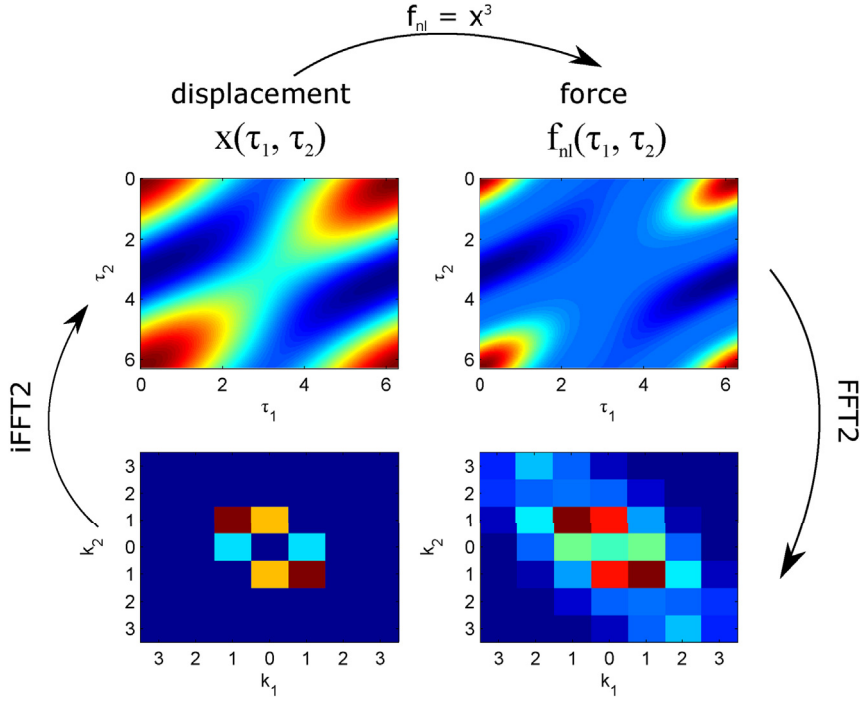 fₙₗ = x³
displacement force
x(τ₁, τ₂) fₙₗ(τ₁, τ₂)
0 0
2 2
τ₂ τ₂
4 4
6 6
0 2 4 6 0 2 4 6
τ₁ τ₁
iFFT2 FFT2
3 3
2 2
1 1
k₂ 0 k₂ 0
1 1
2 2
3 3
3 2 1 0 1 2 3 3 2 1 0 1 2 3
k₁ k₁